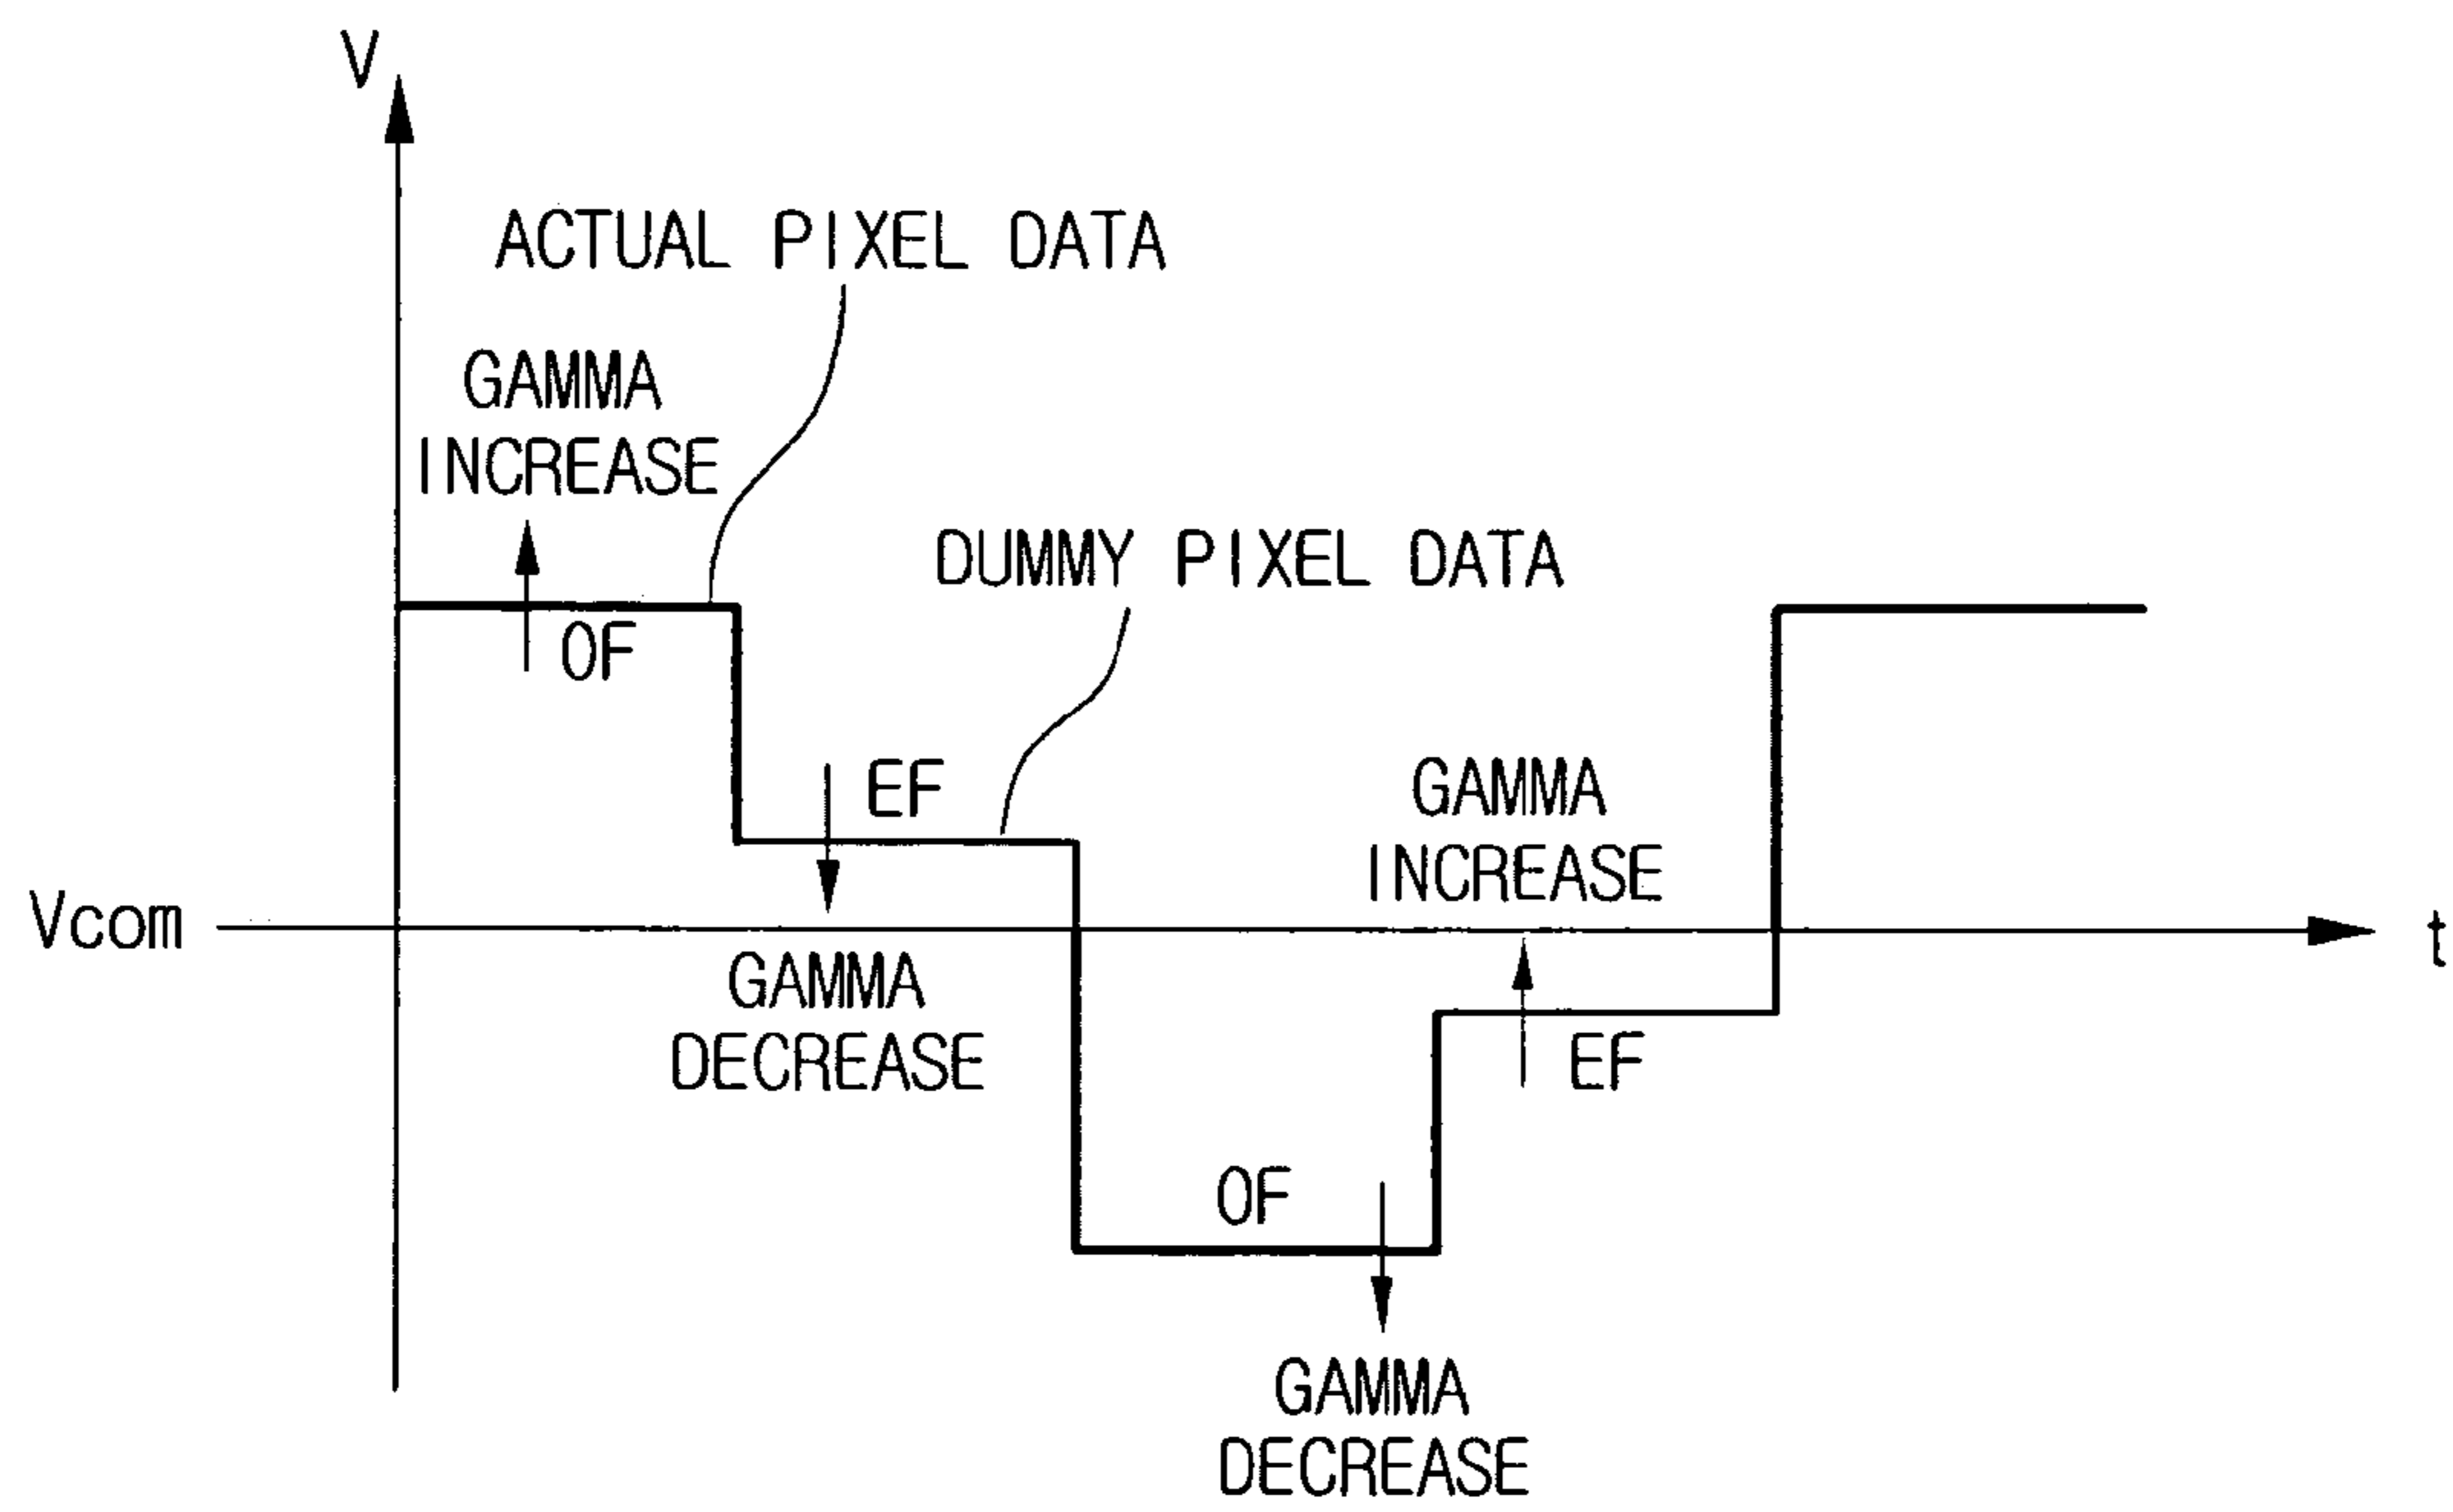 V
ACTUAL PIXEL DATA
GAMMA
INCREASE
OF
DUMMY PIXEL DATA
EF
GAMMA
INCREASE
Vcom
t
GAMMA
DECREASE
EF
OF
GAMMA
DECREASE